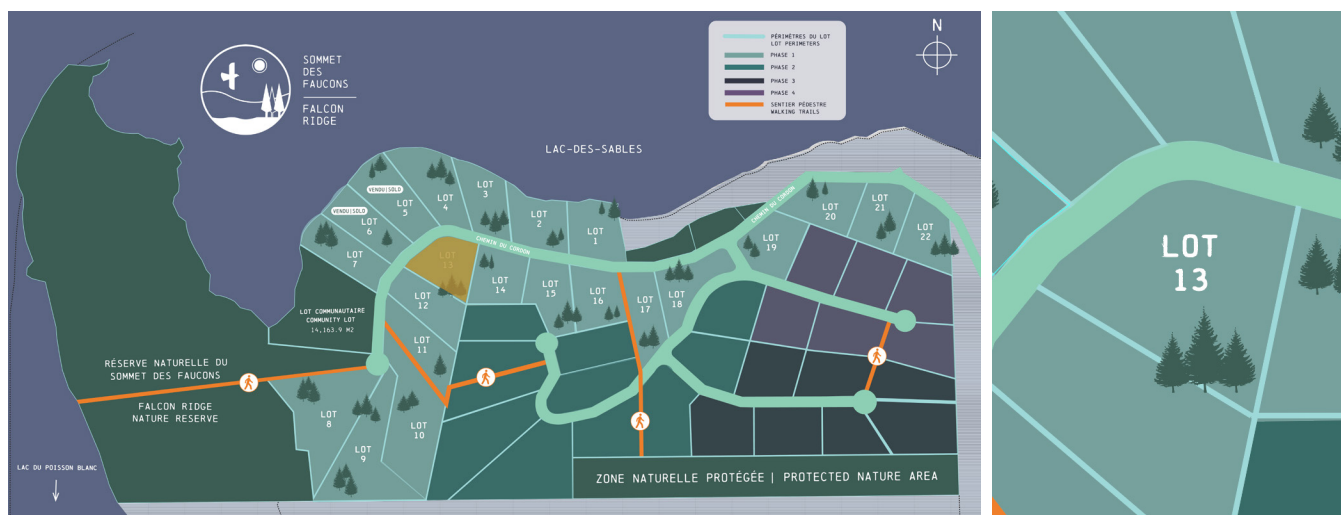 SOMMET
DES
FAUCONS
FALCON
RIDGE
PÉRIMÈTRES DU LOT
LOT PERIMETERS
PHASE 1
PHASE 2
PHASE 3
PHASE 4
SENTIER PÉDESTRE
WALKING TRAILS
N
LAC-DES-SABLES
LOT
3
LOT
4
VENDU|SOLD
LOT
5
VENDU|SOLD
LOT
6
LOT
7
LOT
2
LOT
1
CHEMIN DU CORDON
CHEMIN DU CORDON
LOT
20
LOT
21
LOT
22
LOT
19
LOT
13
LOT
14
LOT
15
LOT
16
LOT
17
LOT
18
LOT
12
LOT
11
LOT COMMUNAUTAIRE
COMMUNITY LOT
14,163.9 M2
RÉSERVE NATURELLE DU
SOMMET DES FAUCONS
FALCON RIDGE
NATURE RESERVE
LOT
8
LOT
9
LOT
10
LAC DU POISSON BLANC
ZONE NATURELLE PROTÉGÉE | PROTECTED NATURE AREA
LOT
13